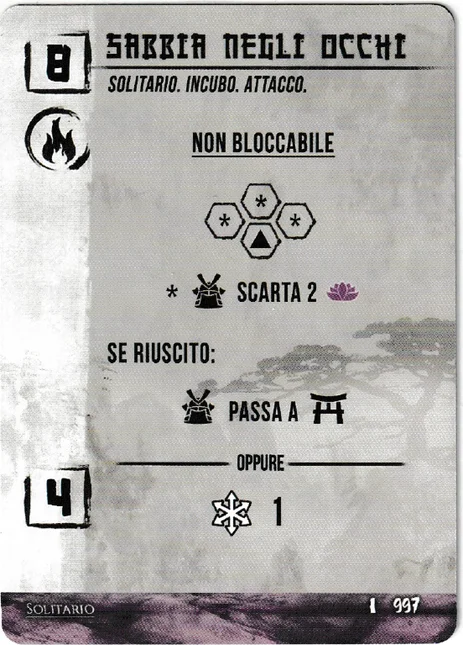 8
SABBIA NEGLI OCCHI
SOLITARIO. INCUBO. ATTACCO.
NON BLOCCABILE
*
* *
* SCARTA 2
SE RIUSCITO:
PASSA A
OPPURE
4
1
SOLITARIO
1 997